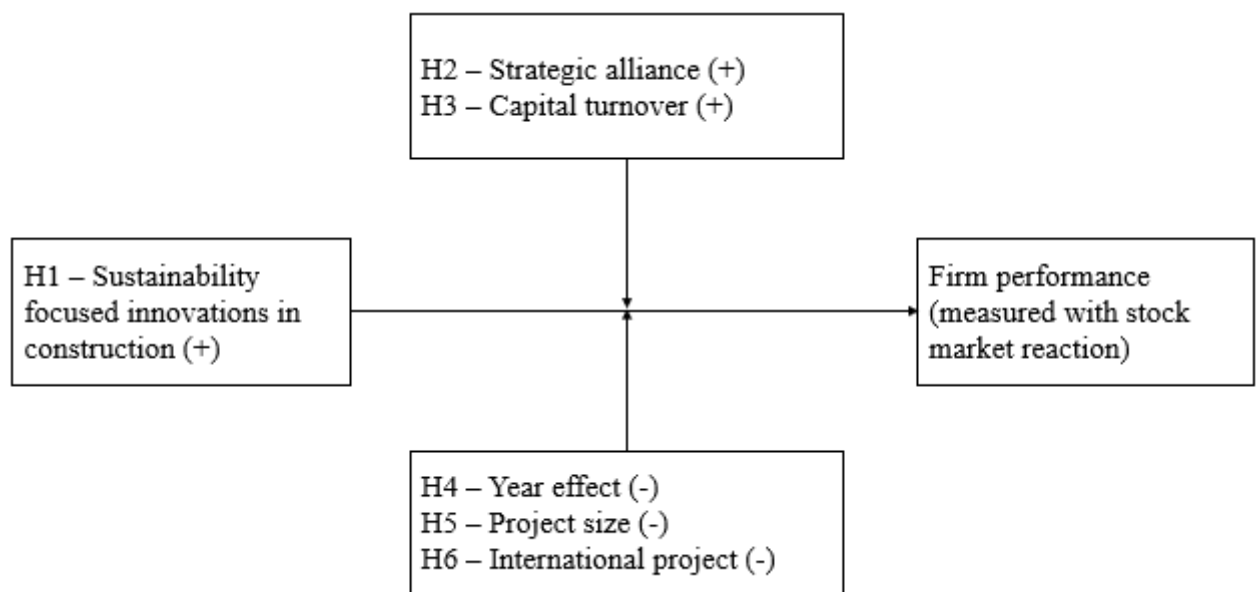 H2 – Strategic alliance (+)
H3 – Capital turnover (+)
H1 – Sustainability
focused innovations in
construction (+)
Firm performance
(measured with stock
market reaction)
H4 – Year effect (-)
H5 – Project size (-)
H6 – International project (-)